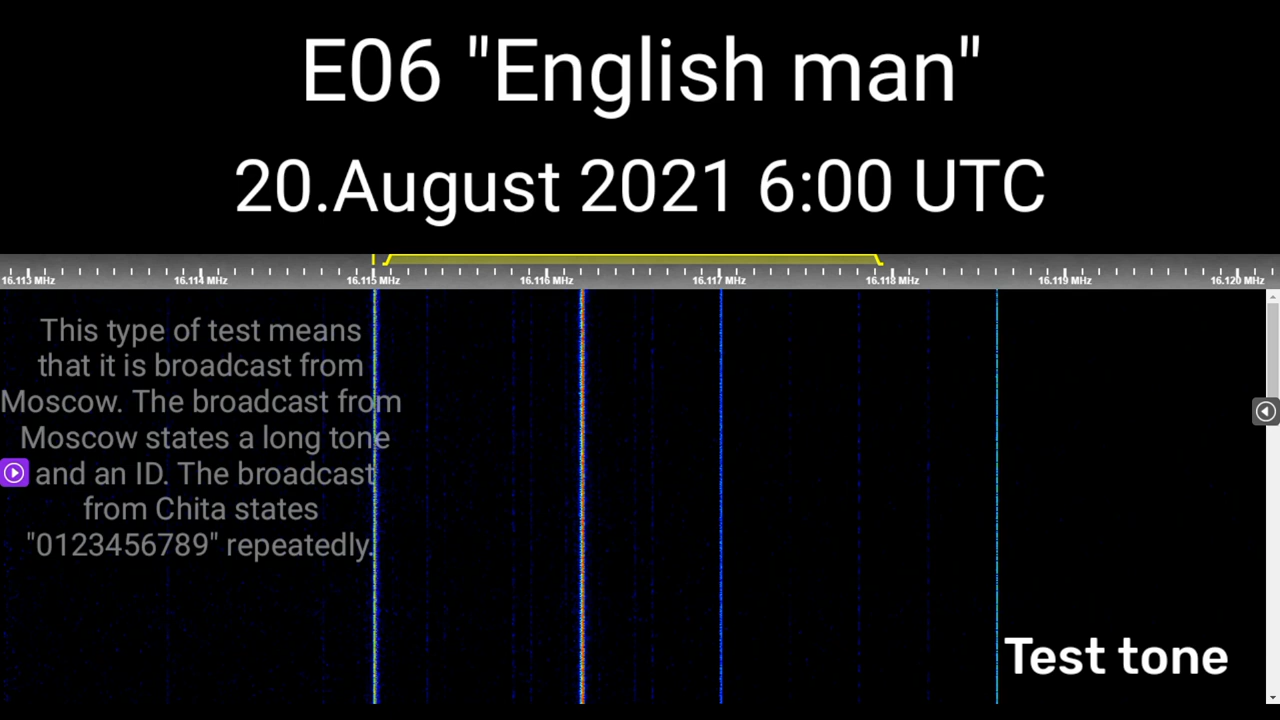 E06 "English man"
20.August 2021 6:00 UTC
16.113 MHz 16.114 MHz 16.115 MHz 16.116 MHz 16.117 MHz 16.118 MHz 16.119 MHz 16.120 MHz
This type of test means
that it is broadcast from
Moscow. The broadcast from
Moscow states a long tone
and an ID. The broadcast
from Chita states
"0123456789" repeatedly.
Test tone